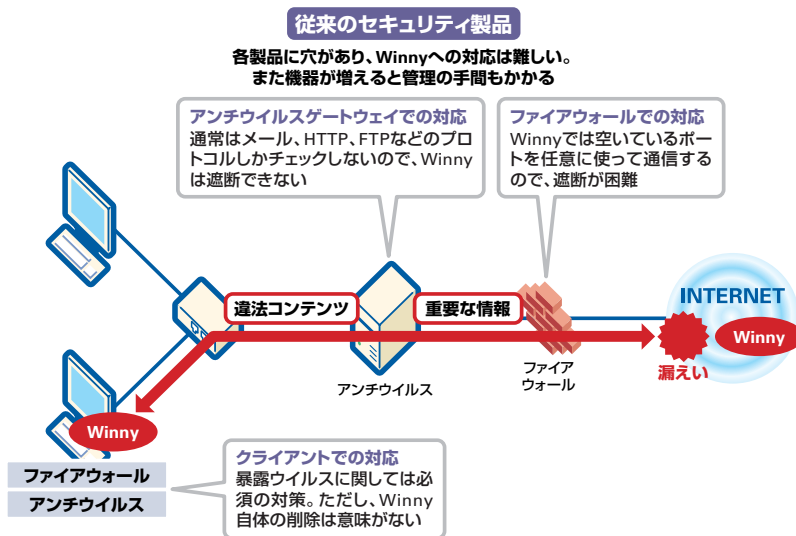 従来のセキュリティ製品
各製品に穴があり、Winnyへの対応は難しい。
また機器が増えると管理の手間もかかる
アンチウイルスゲートウェイでの対応
通常はメール、HTTP、FTPなどのプロ
トコルしかチェックしないので、Winny
は遮断できない
ファイアウォールでの対応
Winnyでは空いているポー
トを任意に使って通信する
ので、遮断が困難
違法コンテンツ
重要な情報
INTERNET
Winny
漏えい
アンチウイルス
ファイア
ウォール
Winny
ファイアウォール
アンチウイルス
クライアントでの対応
暴露ウイルスに関しては必
須の対策。ただし、Winny
自体の削除は意味がない